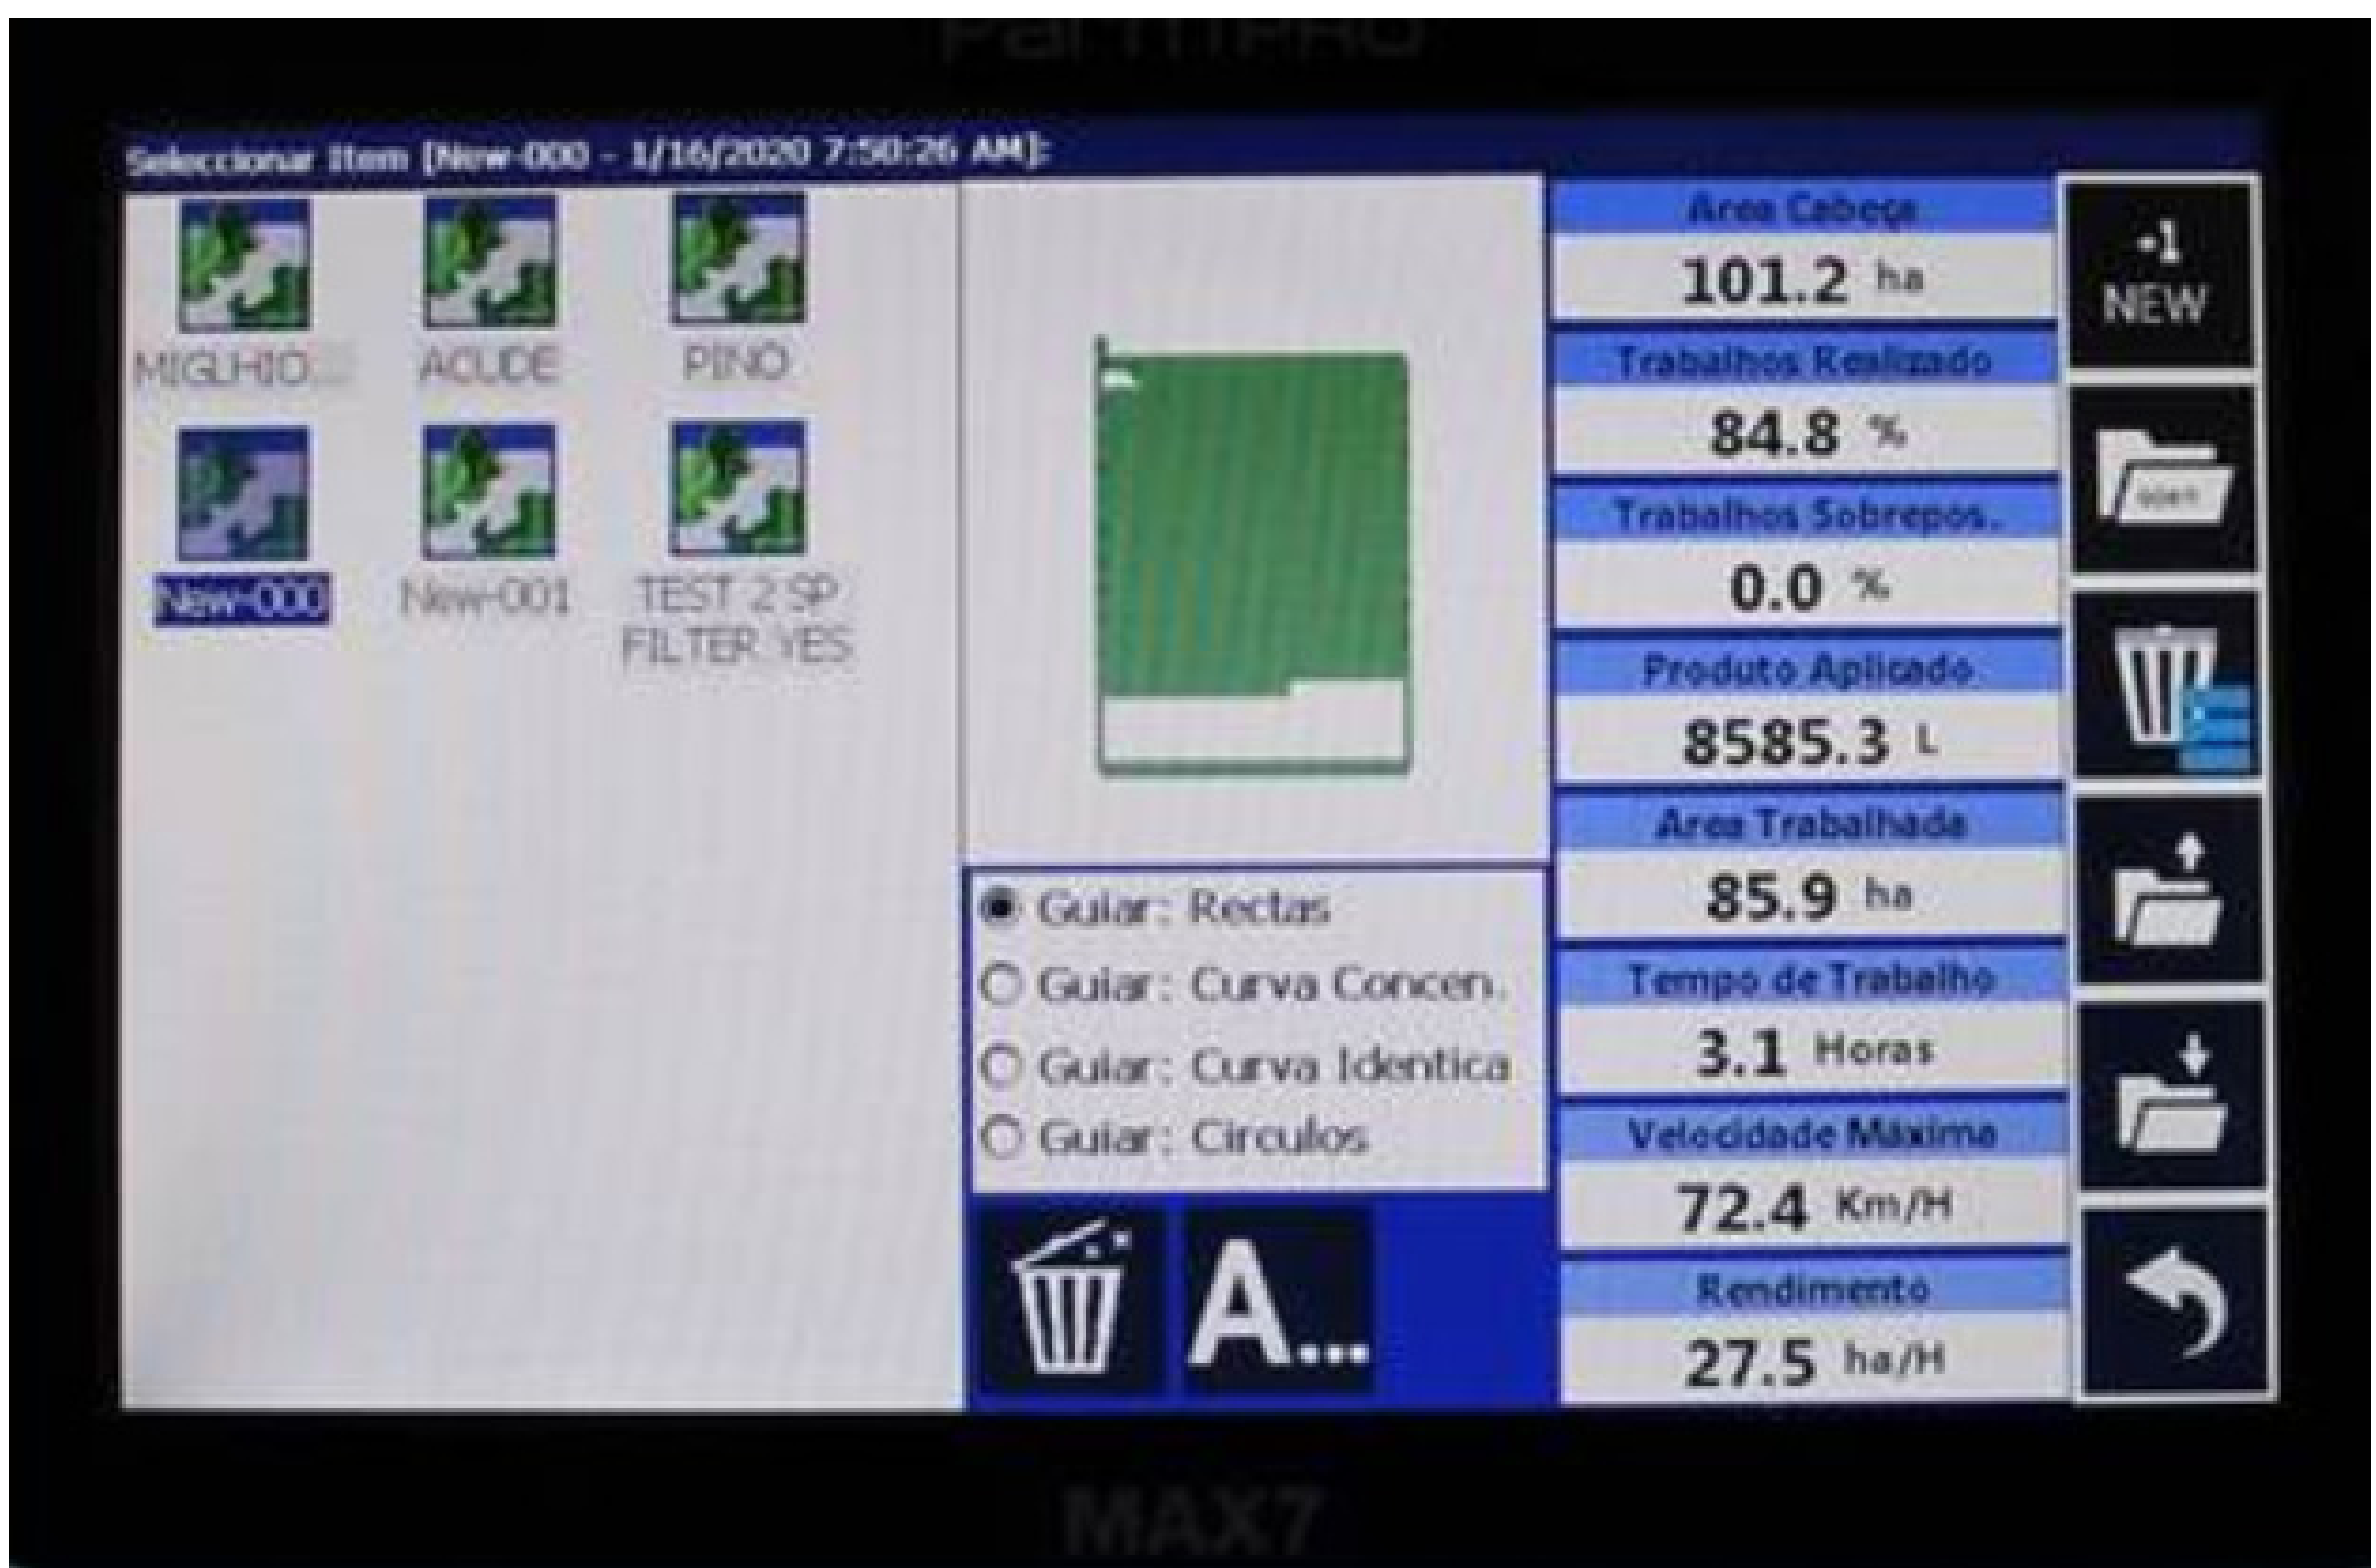 Seleccionar Item [New-000 - 1/16/2020 7:50:26 AM]:
MIGLHIO...
ACUDE
PINO
New-000
New-001
TEST 2 SP
FILTER YES
Guiar: Rectas
Guiar: Curva Concen.
Guiar: Curva Identica
Guiar: Circulos
A...
Area Cabeça
101.2 ha
Trabalhos Realizado
84.8 %
Trabalhos Sobrepos.
0.0 %
Produto Aplicado
8585.3 L
Area Trabalhada
85.9 ha
Tempo de Trabalho
3.1 Horas
Velocidade Máxima
72.4 Km/H
Rendimento
27.5 ha/H
-1
NEW
OPEN
MAX7